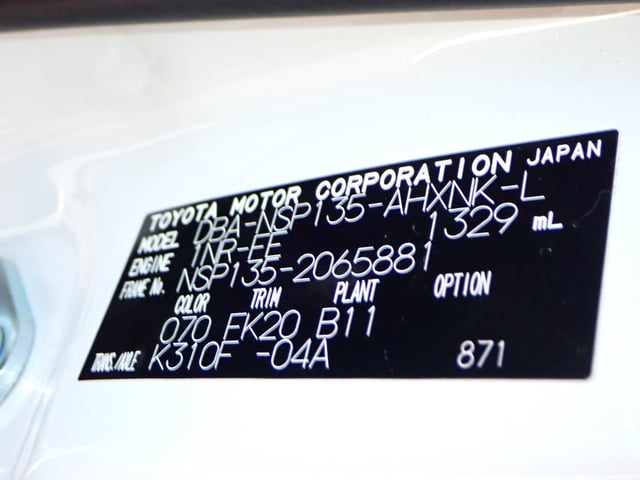 TOYOTA MOTOR CORPORATION JAPAN
MODEL DBA-NSP135-AHXNK-L
ENGINE 1NR-FE 1329 mL
FRAME No. NSP135-2065881
COLOR TRIM PLANT OPTION
070 FK20 B11
TRANS./AXLE K310F -04A 871